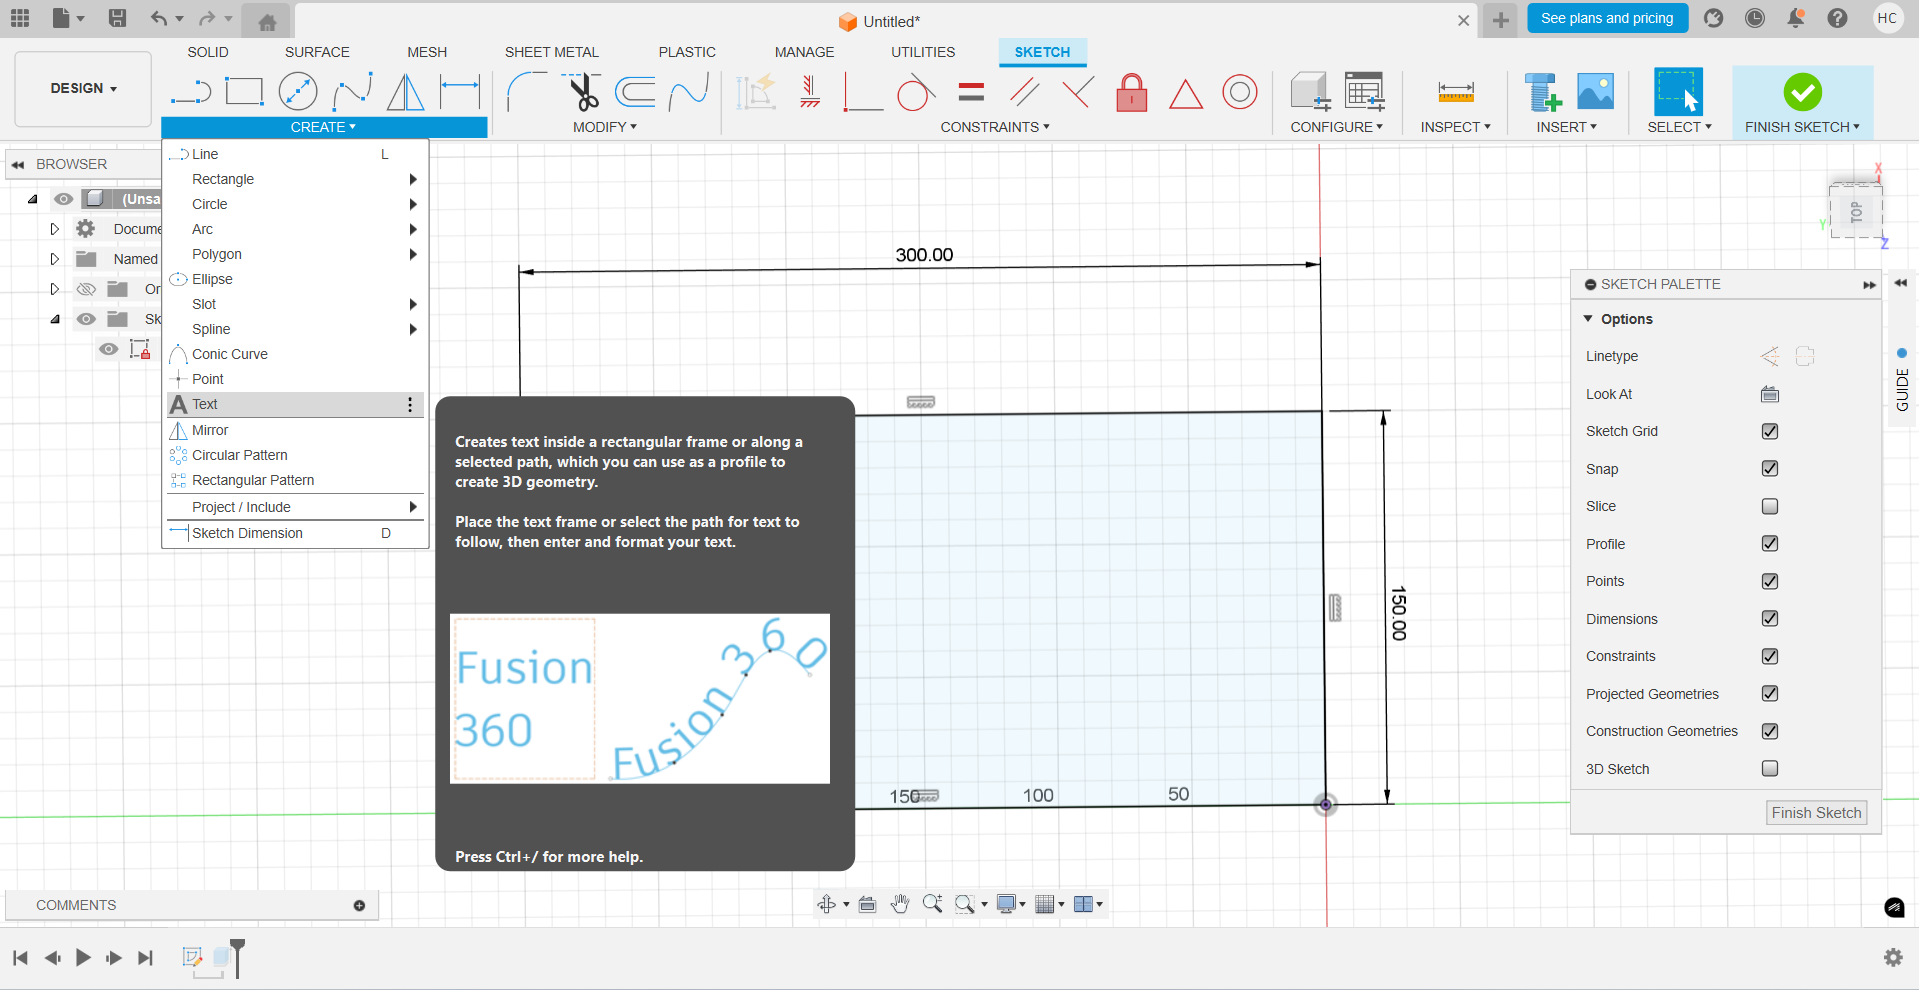 Untitled*
See plans and pricing
HC
DESIGN
SOLID
SURFACE
MESH
SHEET METAL
PLASTIC
MANAGE
UTILITIES
SKETCH
CREATE
MODIFY
CONSTRAINTS
CONFIGURE
INSPECT
INSERT
SELECT
FINISH SKETCH
BROWSER
(Unsa
Docume
Named
Or
Sk
Line L
Rectangle
Circle
Arc
Polygon
Ellipse
Slot
Spline
Conic Curve
Point
Text
Mirror
Circular Pattern
Rectangular Pattern
Project / Include
Sketch Dimension D
Creates text inside a rectangular frame or along a
selected path, which you can use as a profile to
create 3D geometry.
Place the text frame or select the path for text to
follow, then enter and format your text.
Fusion
360
Fusion 360
Press Ctrl+/ for more help.
300.00
150.00
150
100
50
X
TOP
Y
Z
SKETCH PALETTE
Options
Linetype
Look At
Sketch Grid
Snap
Slice
Profile
Points
Dimensions
Constraints
Projected Geometries
Construction Geometries
3D Sketch
Finish Sketch
GUIDE
COMMENTS